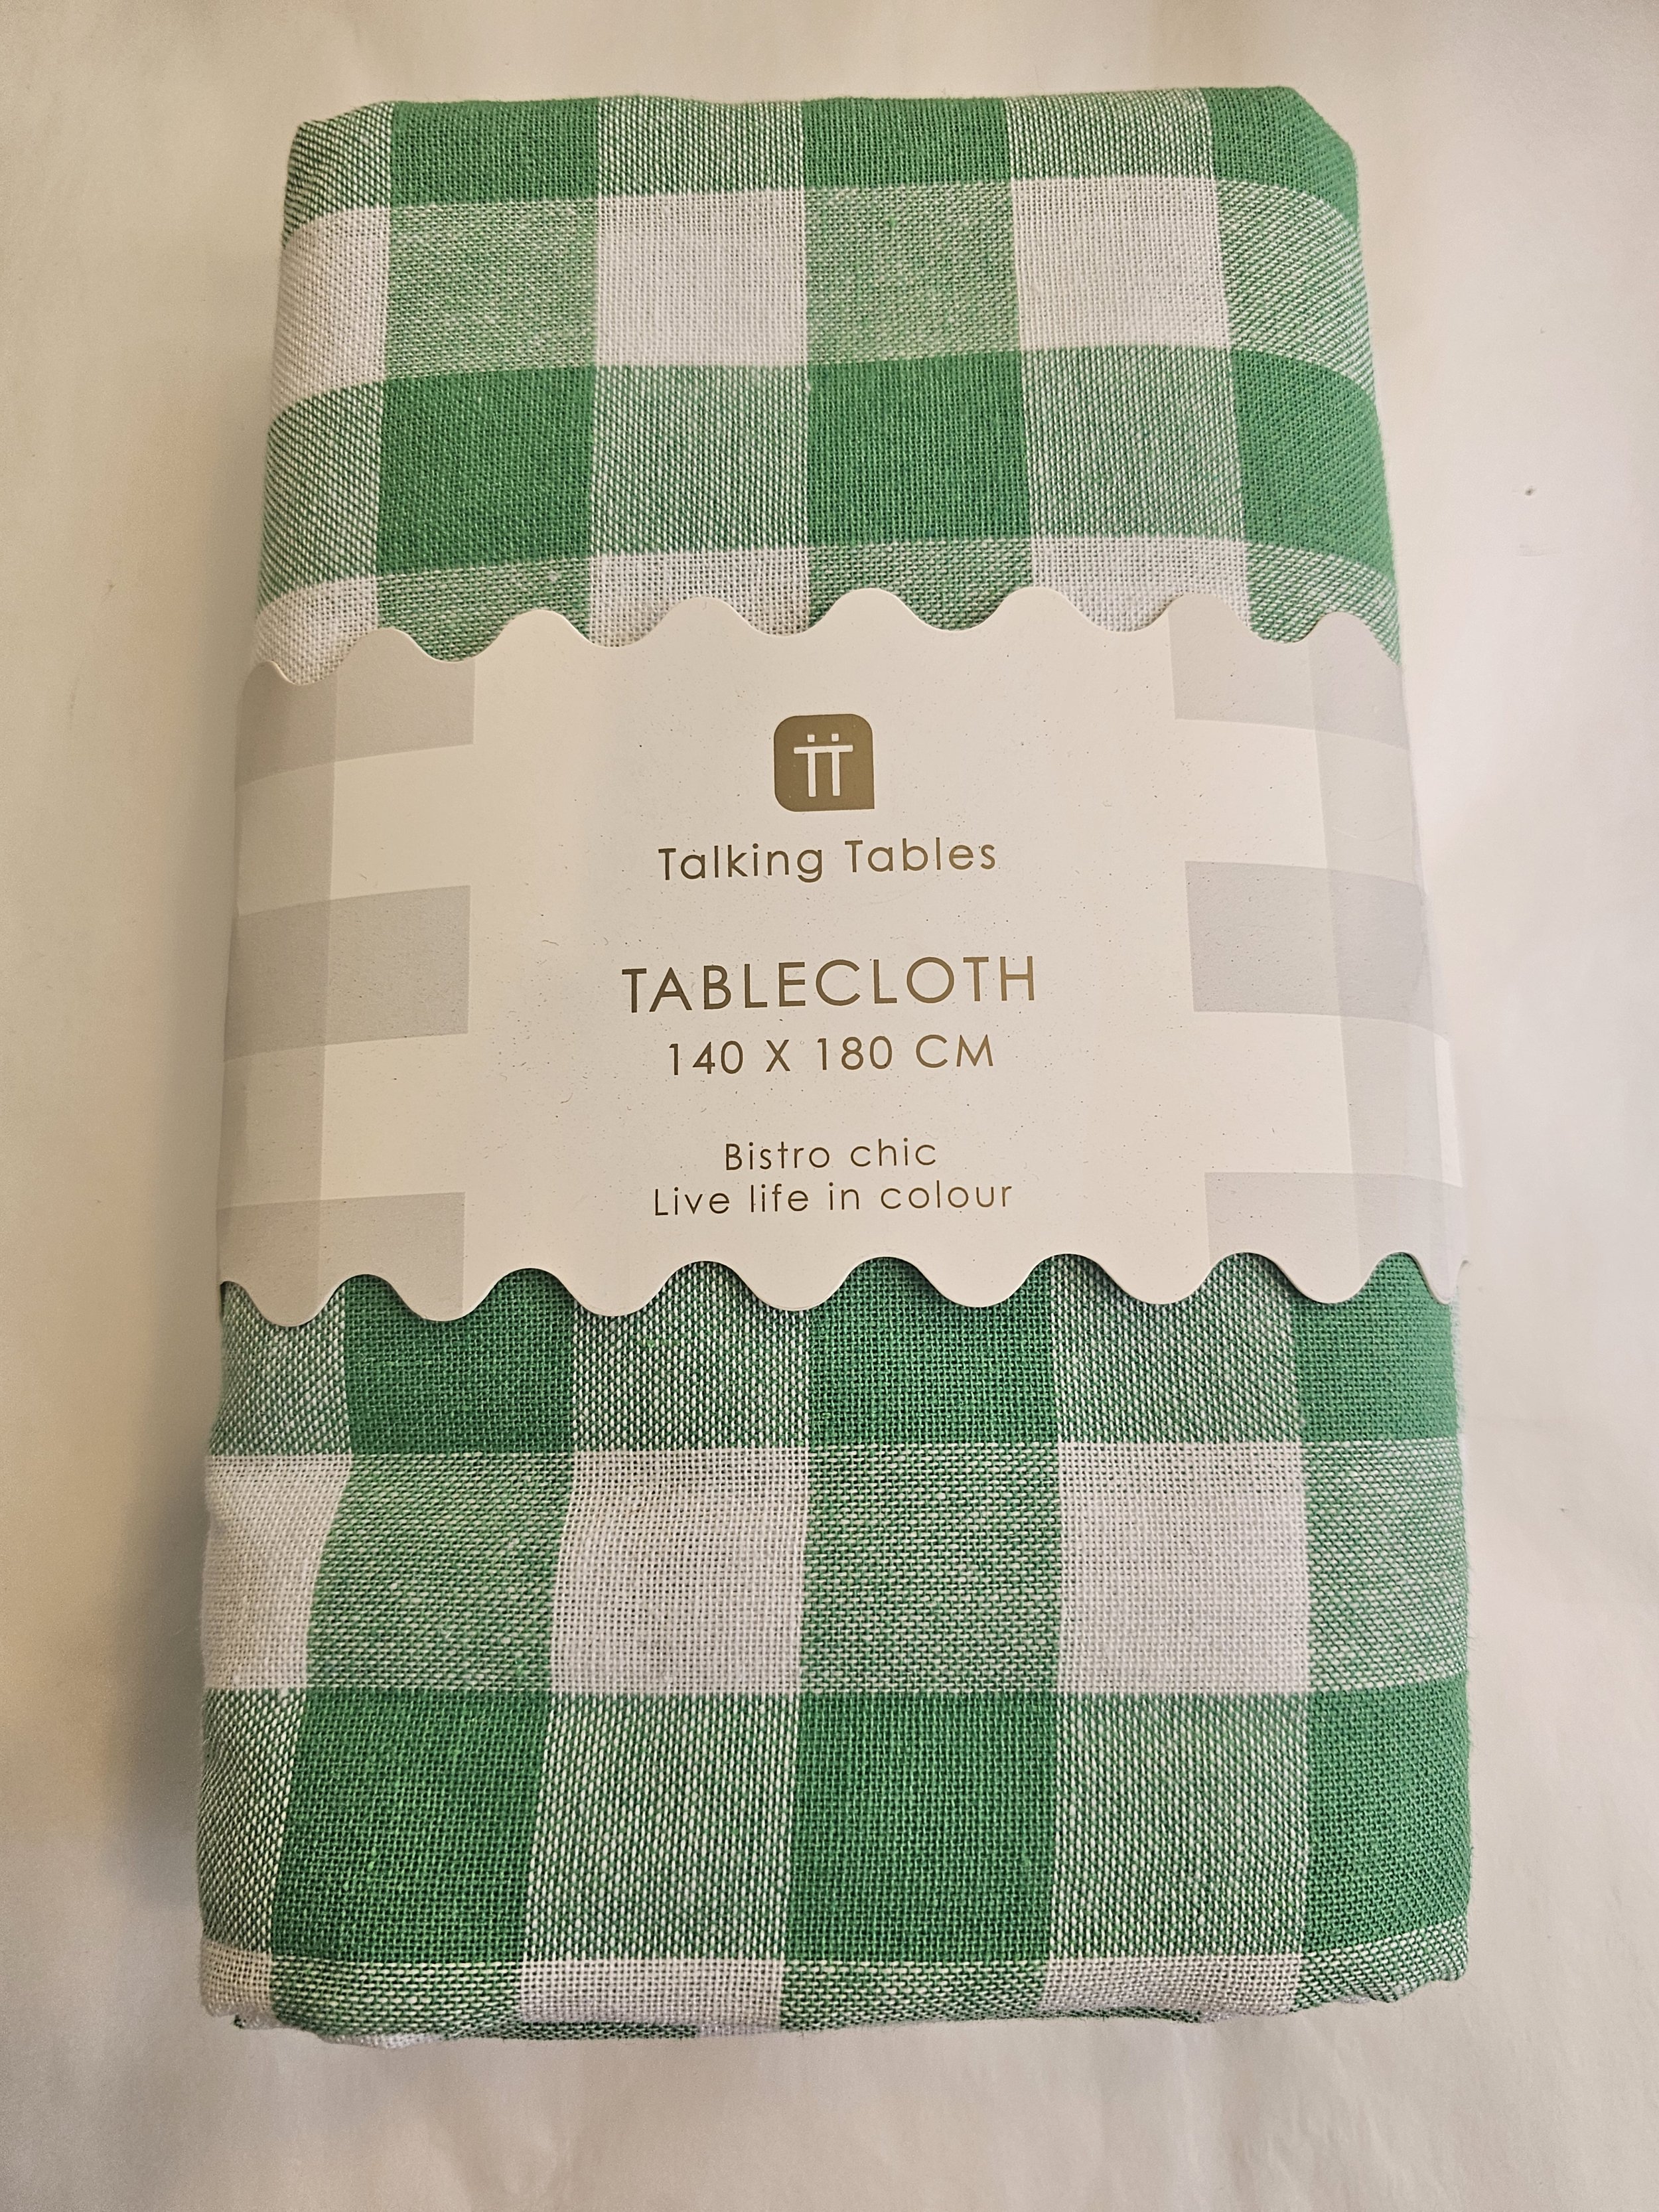 Talking Tables
TABLECLOTH
140 X 180 CM
Bistro chic
Live life in colour